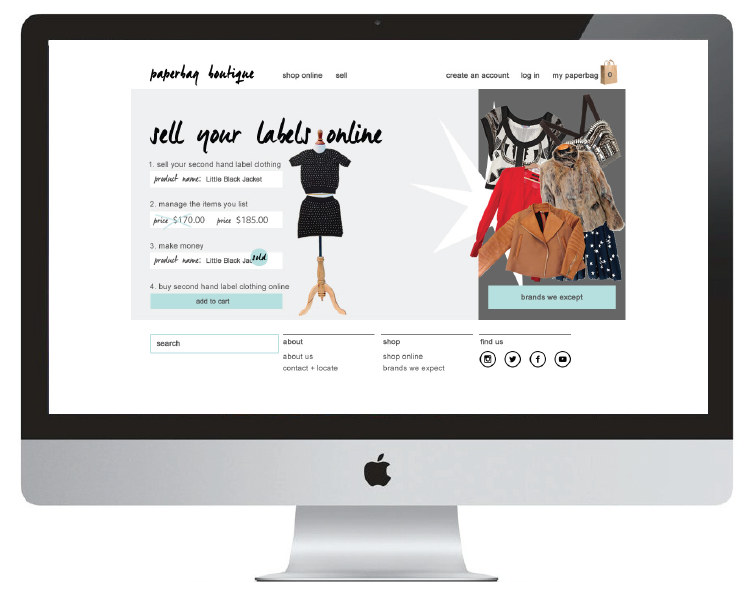 paperbag boutique
shop online
sell
create an account
log in
my paperbag
sell your labels online
1. sell your second hand label clothing
product name: Little Black Jacket
2. manage the items you list
price $170.00 price $185.00
3. make money
product name: Little Black Jac
sold
4. buy second hand label clothing online
add to cart
brands we except
search
about
about us
contact + locate
shop
shop online
brands we expect
find us